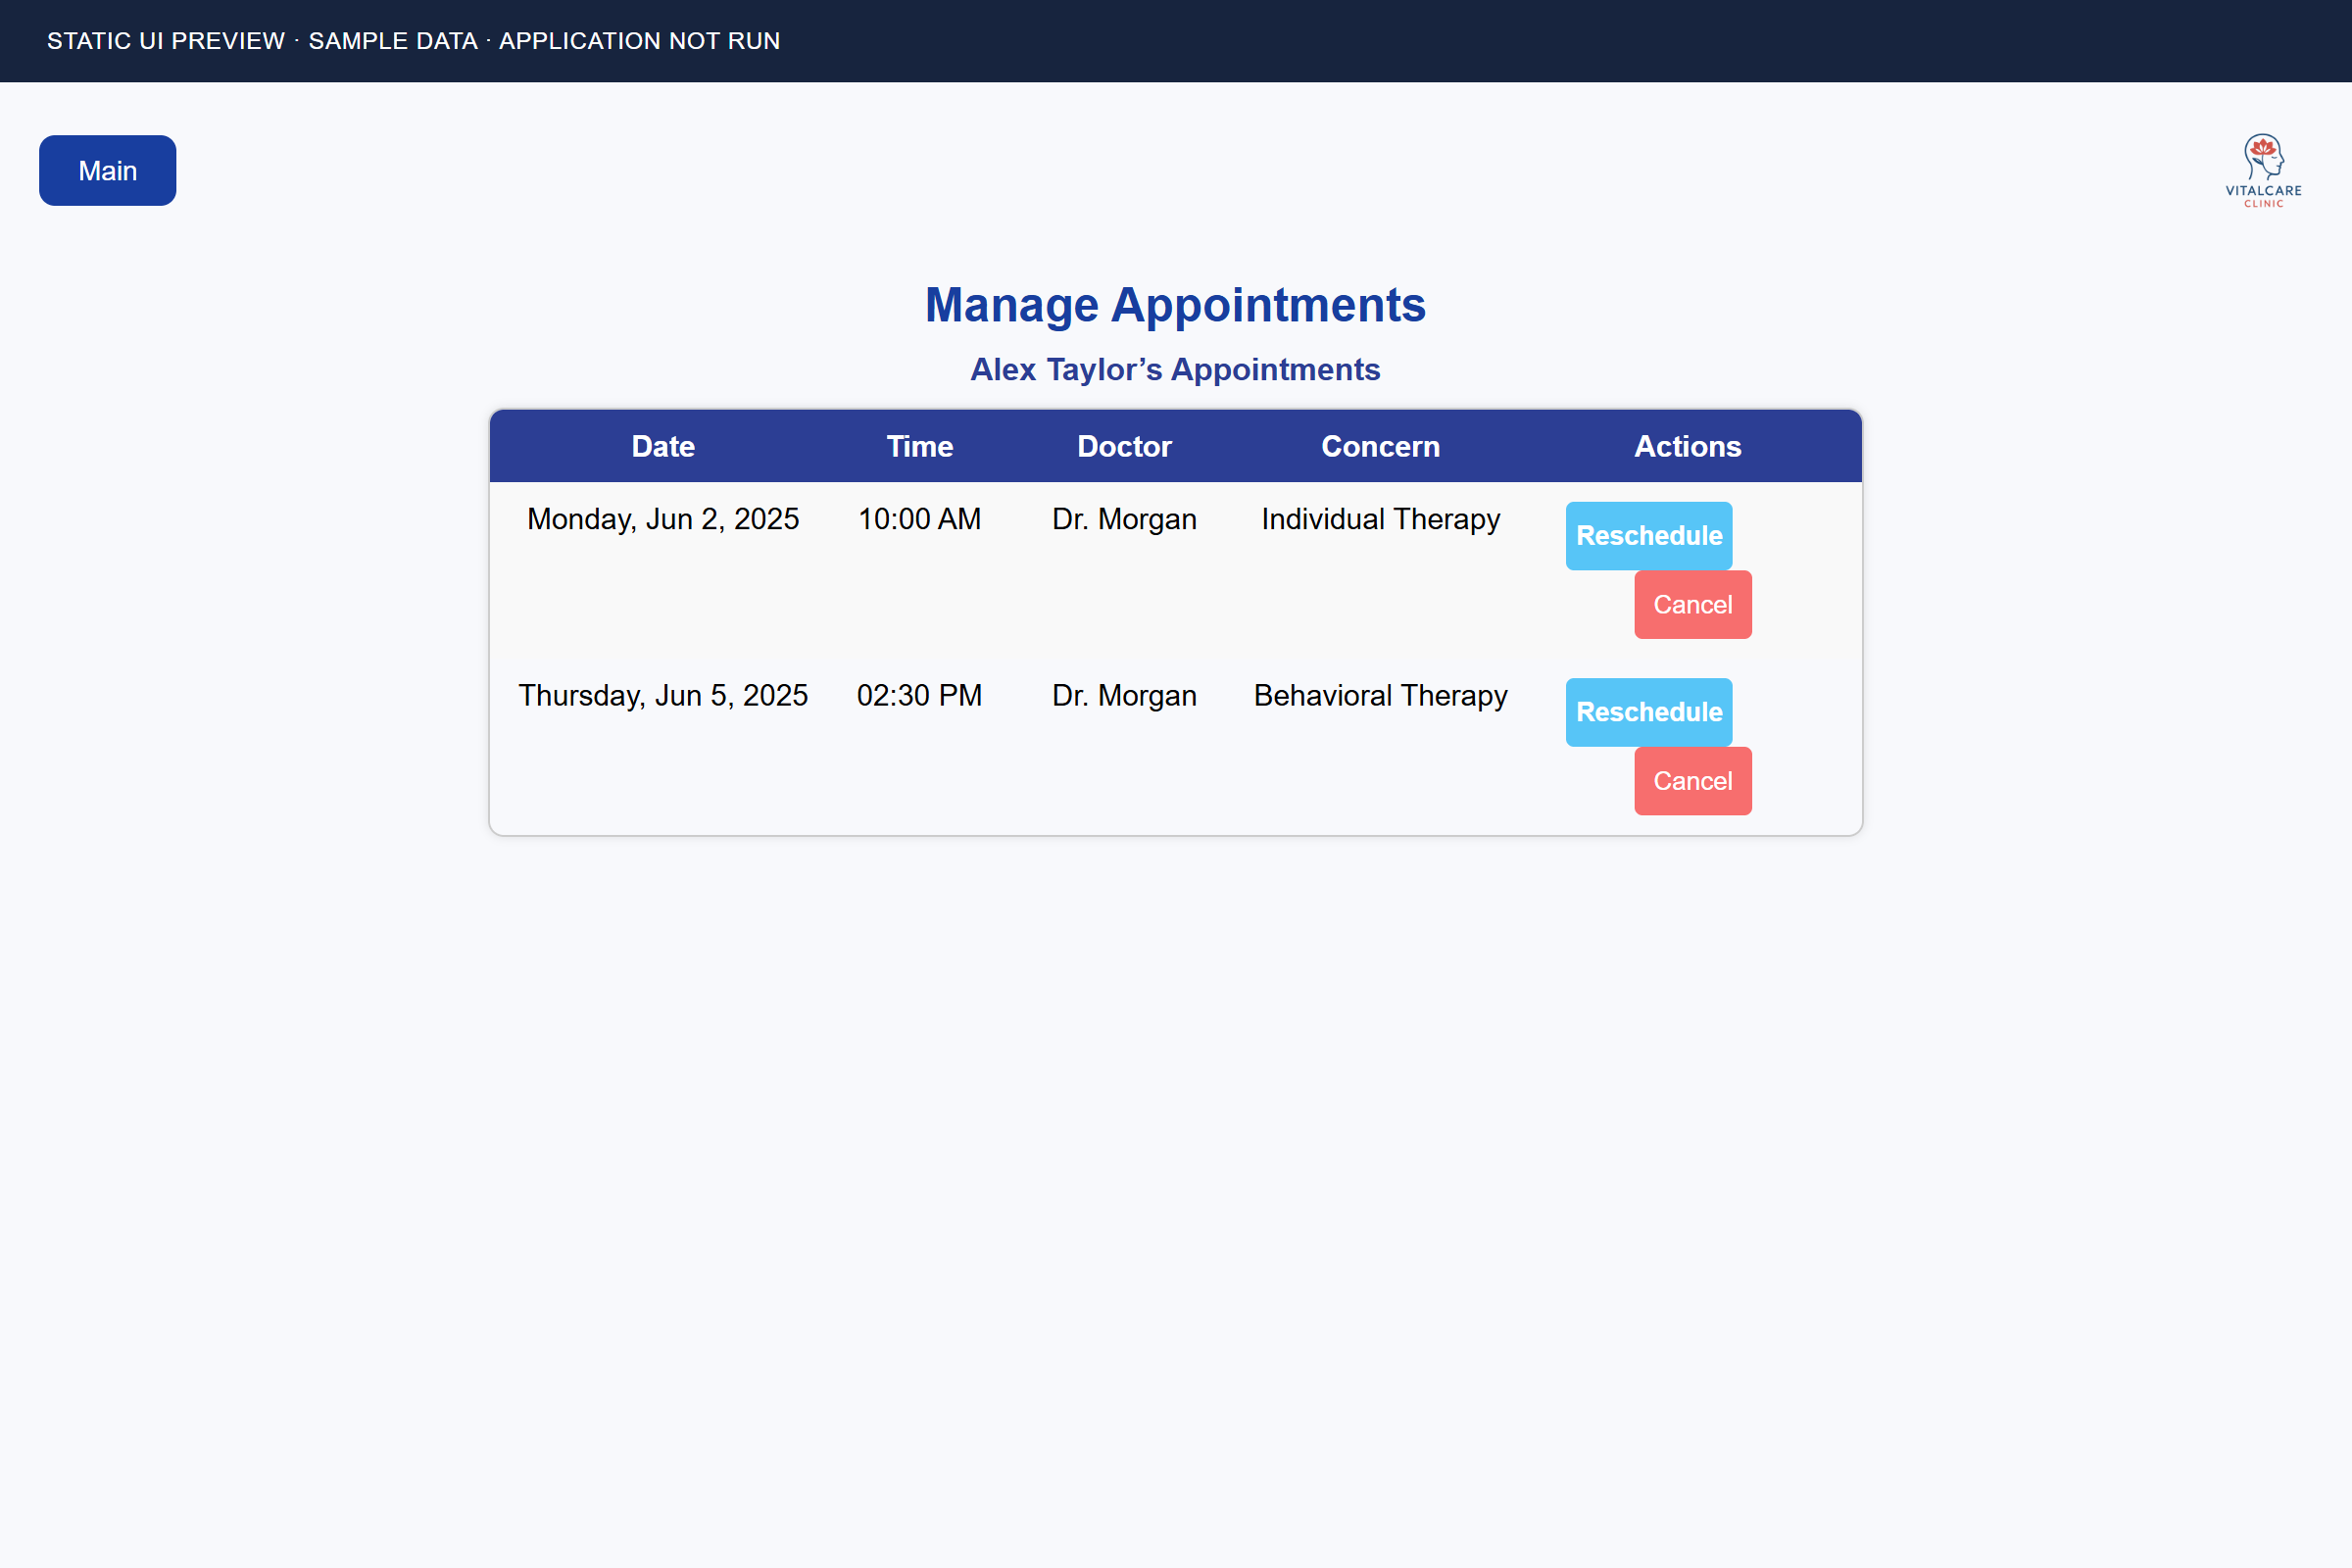 STATIC UI PREVIEW · SAMPLE DATA · APPLICATION NOT RUN
Main
VITALCARE
CLINIC
Manage Appointments
Alex Taylor’s Appointments
Date Time Doctor Concern Actions
Monday, Jun 2, 2025 10:00 AM Dr. Morgan Individual Therapy Reschedule
Cancel
Thursday, Jun 5, 2025 02:30 PM Dr. Morgan Behavioral Therapy Reschedule
Cancel